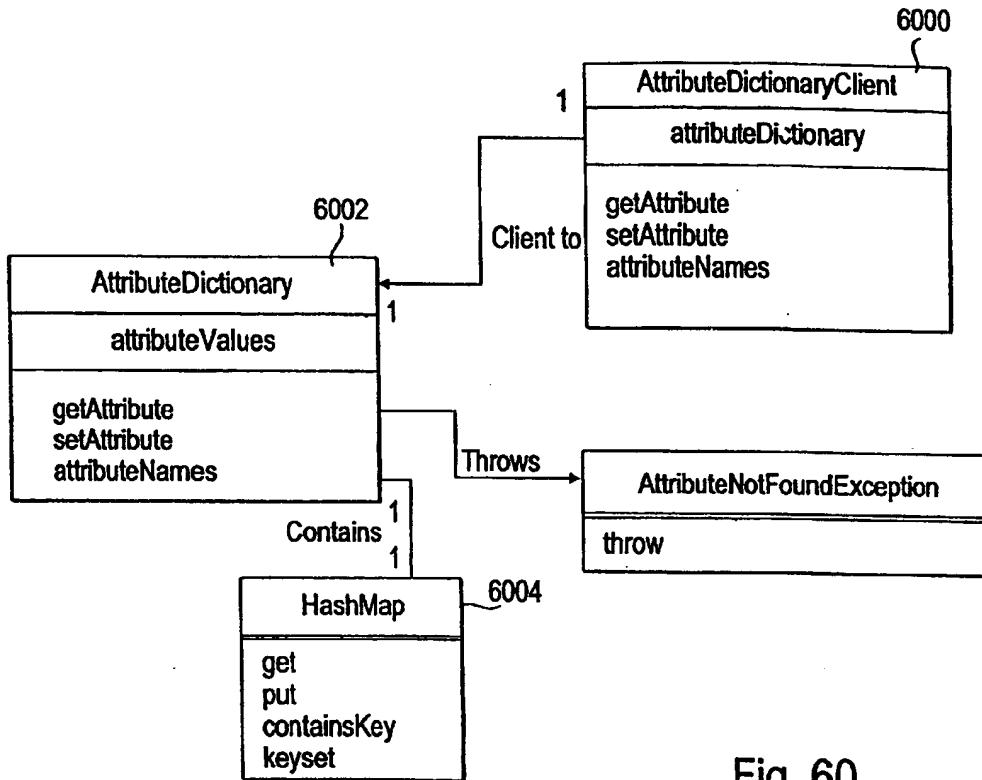 6000
AttributeDictionaryClient
1
attributeDictionary
getAttribute
setAttribute
attributeNames
Client to
6002
AttributeDictionary
1
attributeValues
getAttribute
setAttribute
attributeNames
Throws
AttributeNotFoundException
throw
Contains
1
1
HashMap
6004
get
put
containsKey
keyset
Fig. 60